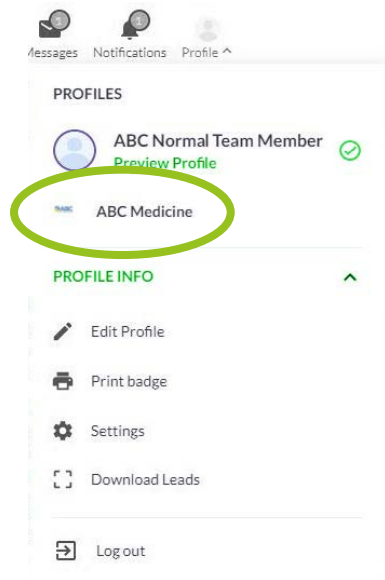 1 1
Messages Notifications Profile
PROFILES
ABC Normal Team Member
Preview Profile
ABC ABC Medicine
PROFILE INFO
Edit Profile
Print badge
Settings
Download Leads
Log out